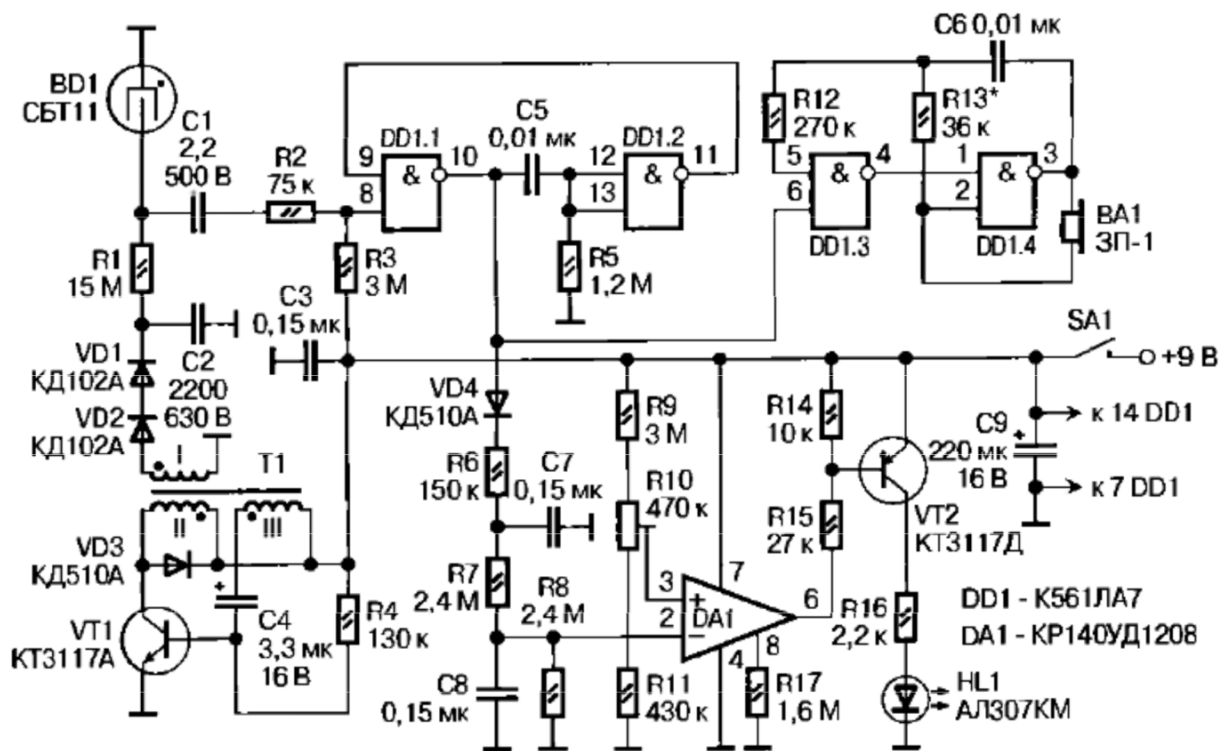 BD1
СБТ11
C1
2,2
500 В
R2
75 к
R1
15 М
C2
2200
630 В
VD1
КД102А
VD2
КД102А
I
T1
II
III
VD3
КД510А
VT1
КТ3117А
C4
3,3 мк
16 В
+
R4
130 к
R3
3 М
C3
0,15 мк
DD1.1
9
8
&
10
C5
0,01 мк
DD1.2
12
13
&
11
R5
1,2 М
R12
270 к
C6 0,01 мк
R13*
36 к
5
6
&
4
DD1.3
1
2
&
3
DD1.4
BA1
ЗП-1
SA1
+9 В
VD4
КД510А
R6
150 к
C7
0,15 мк
R7
2,4 М
R8
2,4 М
C8
0,15 мк
R9
3 М
R10
470 к
R11
430 к
3
2
+
−
DA1
7
6
4
8
R17
1,6 М
R14
10 к
R15
27 к
VT2
КТ3117Д
R16
2,2 к
HL1
АЛ307КМ
C9
220 мк
16 В
+
к 14 DD1
к 7 DD1
DD1 - К561ЛА7
DA1 - КР140УД1208